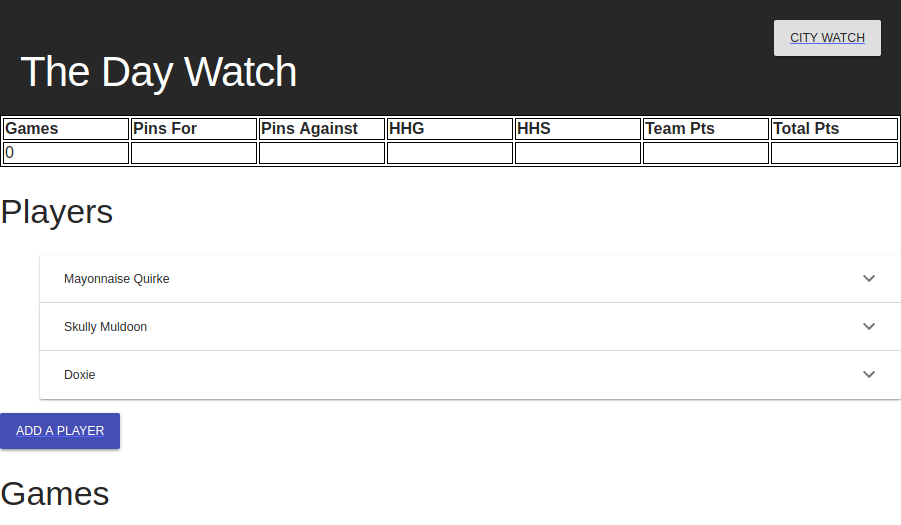 CITY WATCH
The Day Watch
Games Pins For Pins Against HHG HHS Team Pts Total Pts
0
Players
Mayonnaise Quirke
Skully Muldoon
Doxie
ADD A PLAYER
Games